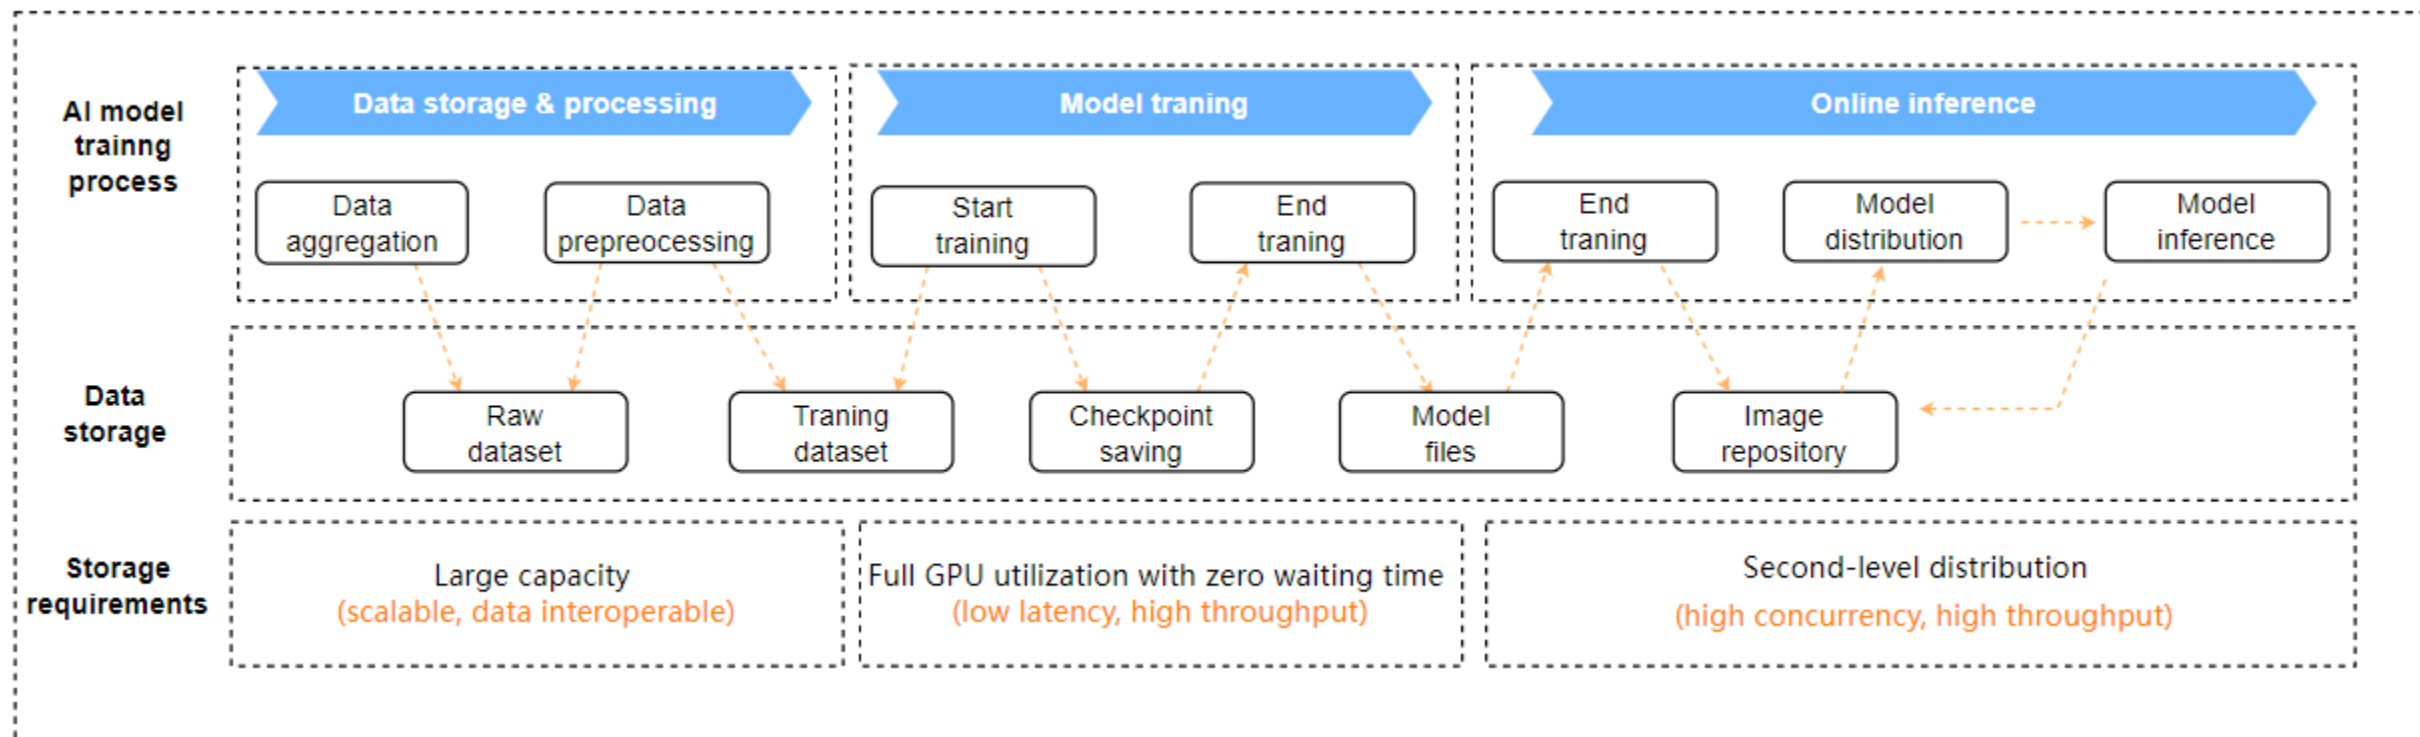 AI model
trainng
process
Data storage & processing
Model traning
Online inference
Data
aggregation
Data
prepreocessing
Start
training
End
traning
End
traning
Model
distribution
Model
inference
Data
storage
Raw
dataset
Traning
dataset
Checkpoint
saving
Model
files
Image
repository
Storage
requirements
Large capacity
(scalable, data interoperable)
Full GPU utilization with zero waiting time
(low latency, high throughput)
Second-level distribution
(high concurrency, high throughput)